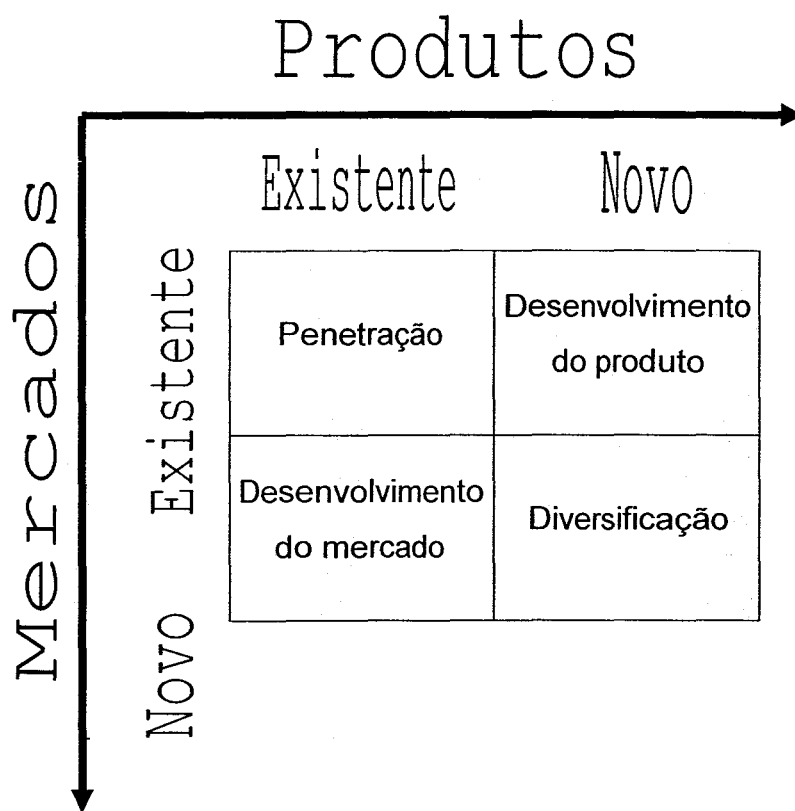 Produtos
Existente Novo
Mercados
Existente
Penetração
Desenvolvimento
do produto
Desenvolvimento
do mercado
Diversificação
Novo